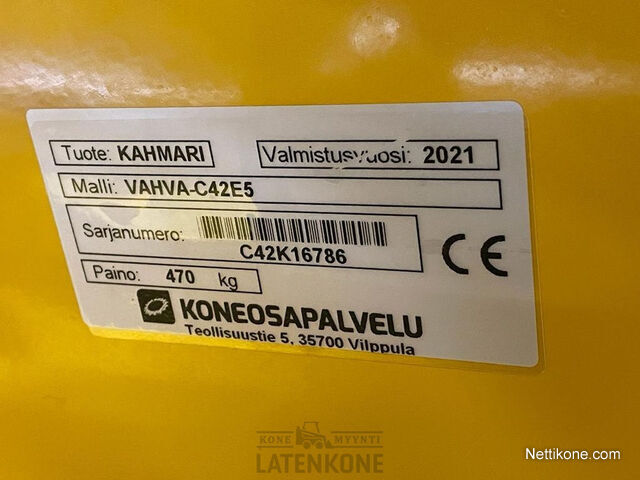 Tuote: KAHMARI
Valmistusvuosi: 2021
Malli: VAHVA-C42E5
Sarjanumero:
C42K16786
Paino: 470 kg
CE
KONEOSAPALVELU
Teollisuustie 5, 35700 Vilppula
KONE MYYNTI
LATENKONE
Nettikone.com